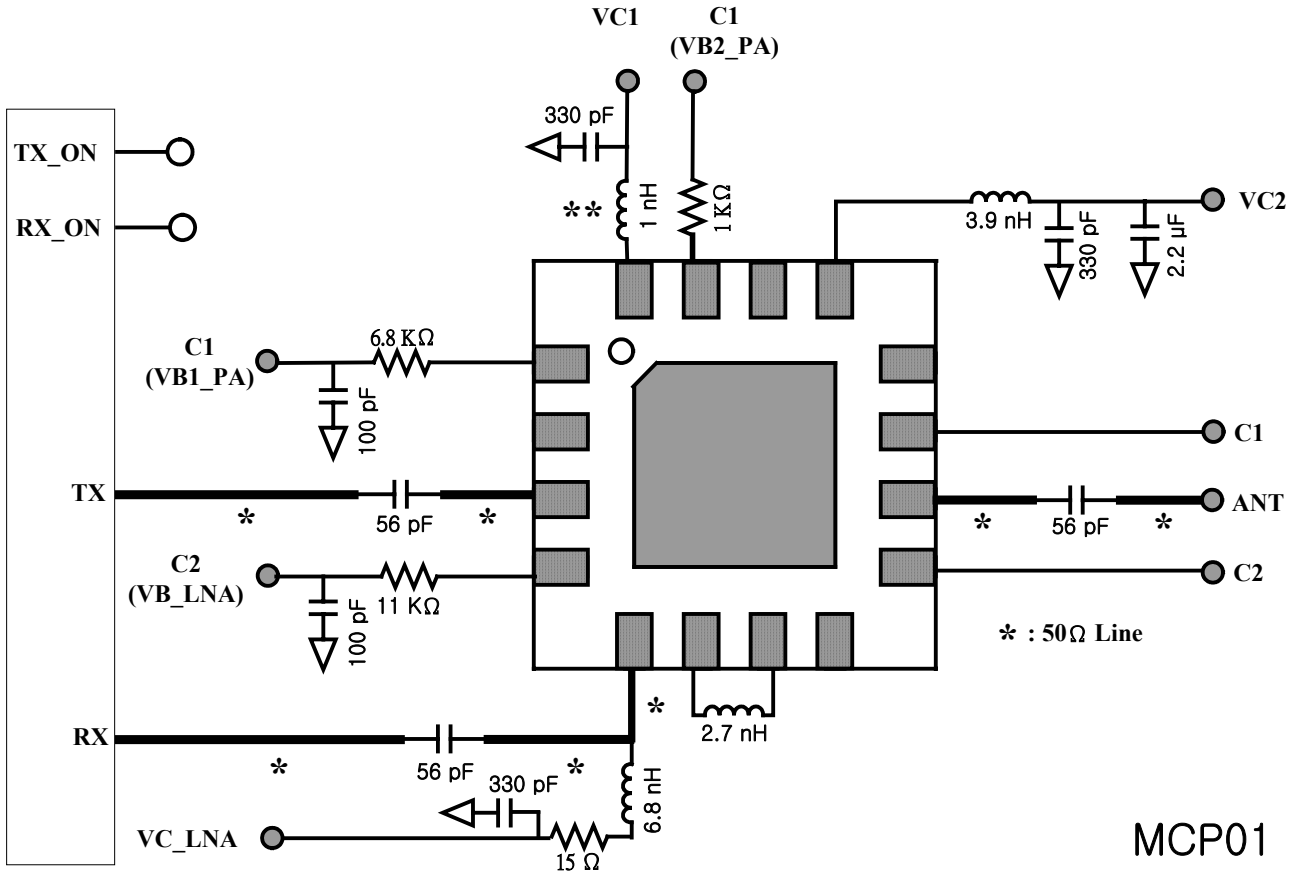 VC1
C1
(VB2_PA)
330 pF
TX_ON
**
1 nH
1 KΩ
VC2
RX_ON
3.9 nH
330 pF
2.2 µF
C1
(VB1_PA)
6.8 KΩ
100 pF
C1
TX
*
56 pF
*
*
56 pF
*
ANT
C2
(VB_LNA)
11 KΩ
100 pF
C2
* : 50Ω Line
*
RX
2.7 nH
*
56 pF
*
330 pF
6.8 nH
VC_LNA
15 Ω
MCP01